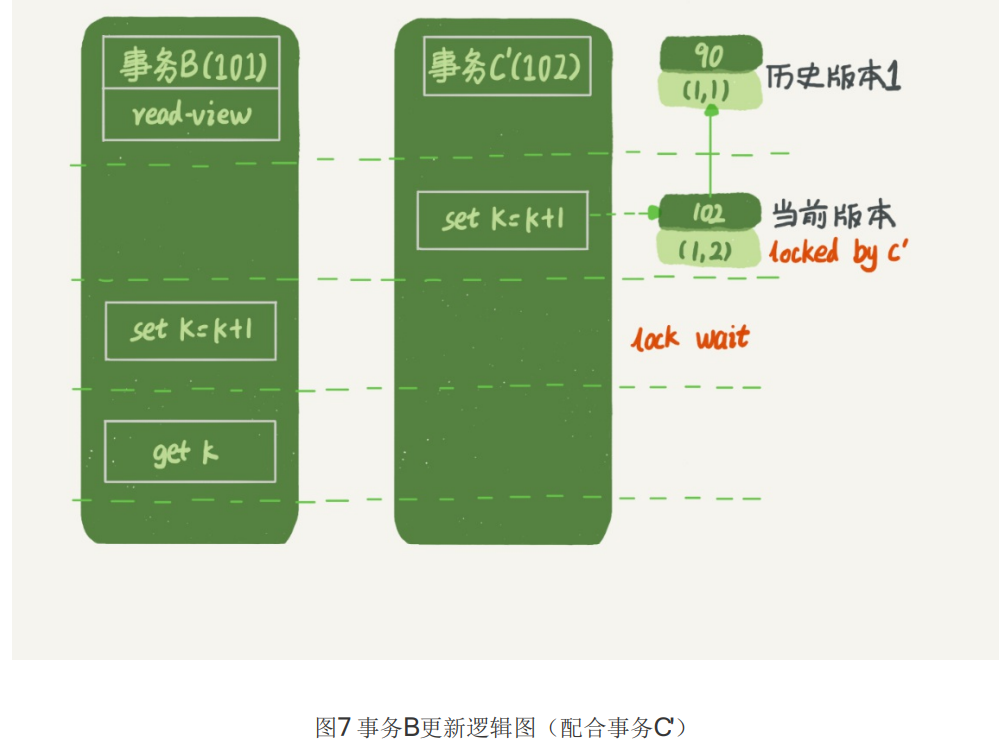 事务B(101)
read-view
事务C'(102)
90
(1,1)
历史版本1
set k=k+1
102
(1,2)
当前版本
locked by c'
set k=k+1
lock wait
get k
图7 事务B更新逻辑图（配合事务C'）